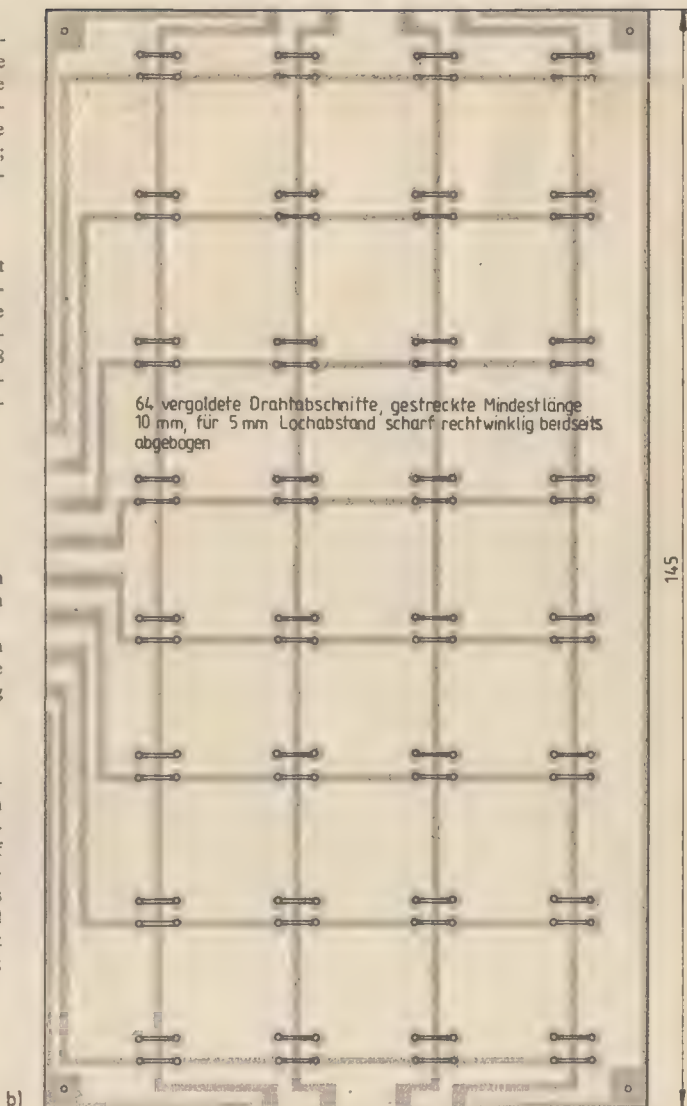 64 vergoldete Drahtabschnitte, gestreckte Mindestlänge
10 mm, für 5 mm Lochabstand scharf rechtwinklig beidseits
abgebogen
145
b)